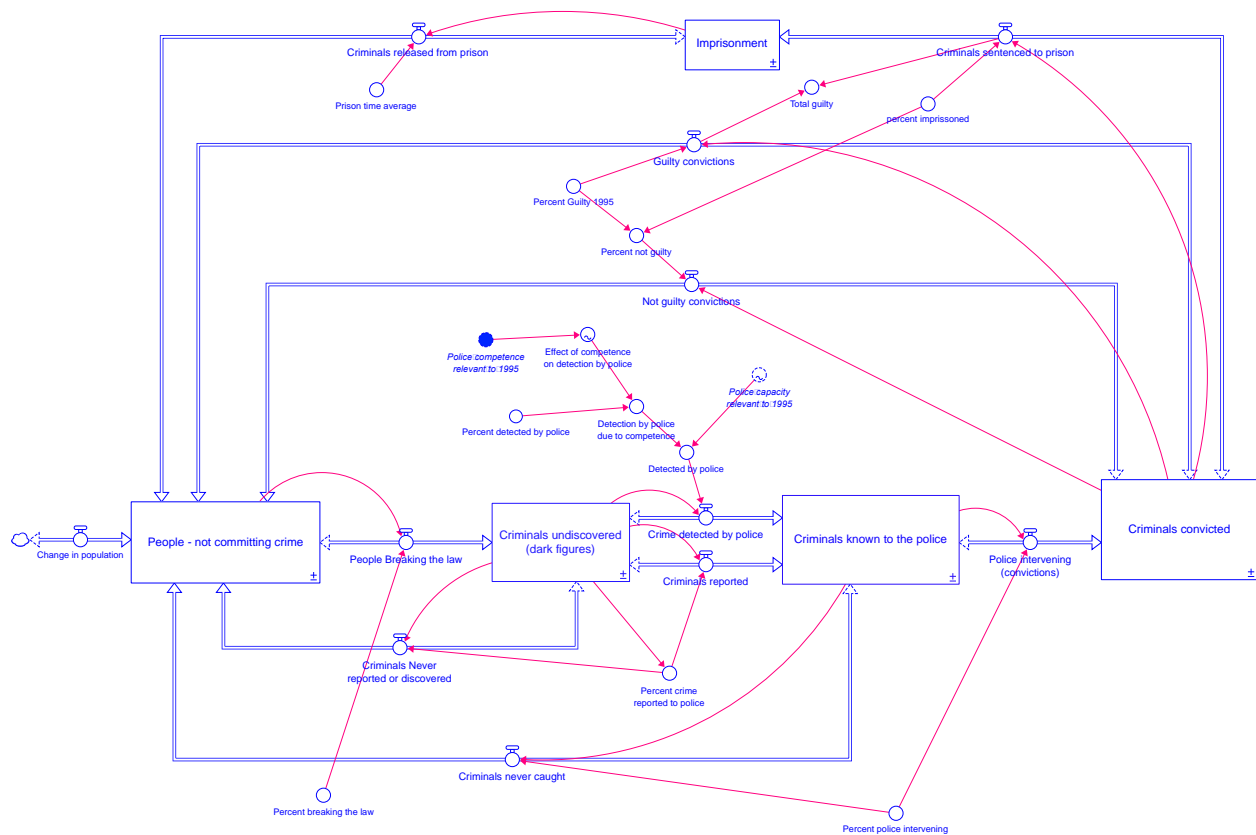 Imprisonment
Criminals released from prison
Criminals sentenced to prison
Prison time average
Total guilty
percent imprissoned
Guilty convictions
Percent Guilty 1995
Percent not guilty
Not guilty convictions
Police competence
relevant to 1995
Effect of competence
on detection by police
Police capacity
relevant to 1995
Percent detected by police
Detection by police
due to competence
Detected by police
People - not committing crime
Change in population
People Breaking the law
Criminals undiscovered
(dark figures)
Crime detected by police
Criminals reported
Criminals known to the police
Police intervening
(convictions)
Criminals convicted
Criminals Never
reported or discovered
Percent crime
reported to police
Criminals never caught
Percent breaking the law
Percent police intervening